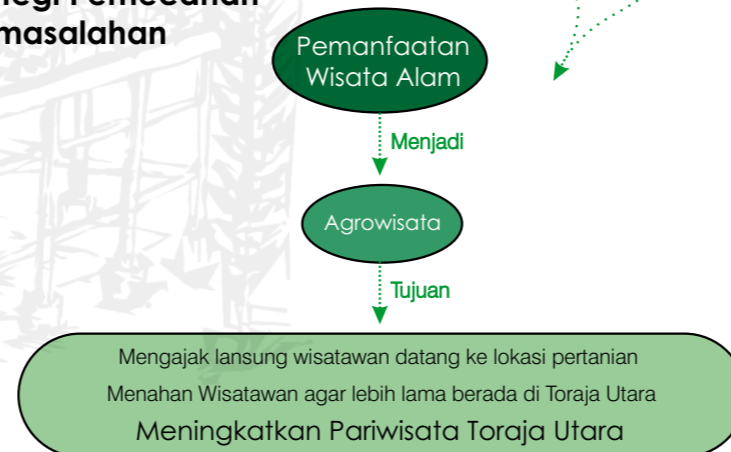 Pemecahan
masalahan
Pemanfaatan
Wisata Alam
Menjadi
Agrowisata
Tujuan
Mengajak lansung wisatawan datang ke lokasi pertanian
Menahan Wisatawan agar lebih lama berada di Toraja Utara
Meningkatkan Pariwisata Toraja Utara